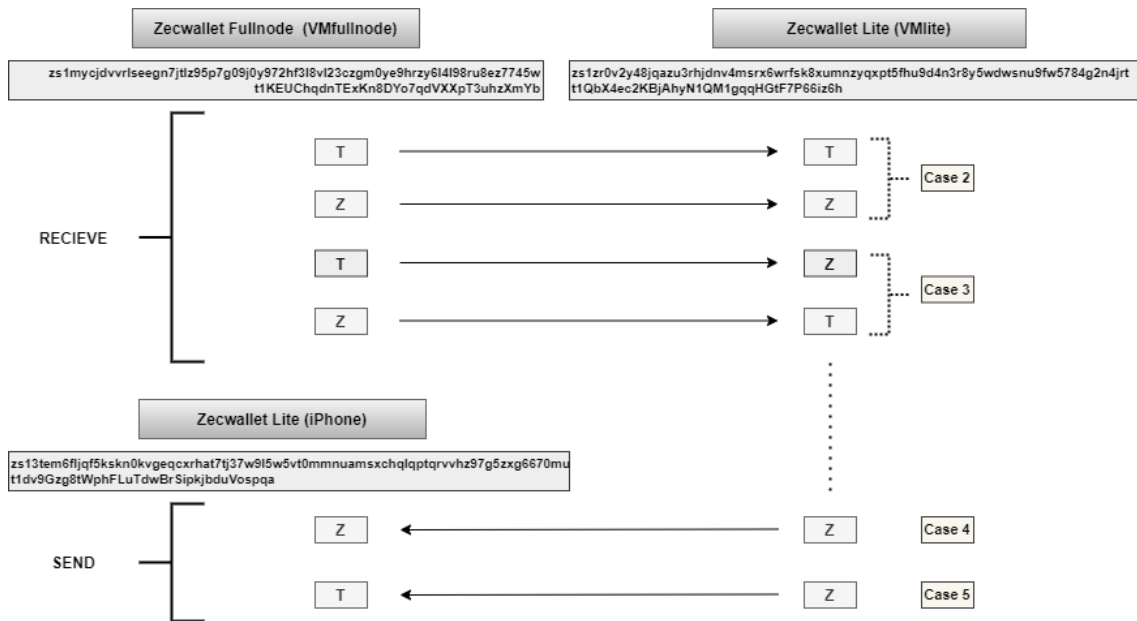 Zecwallet Fullnode (VMfullnode)
Zecwallet Lite (VMlite)
zs1mycjdvvrlseegn7jtlz95p7g09j0y972hf3l8vl23czgm0ye9hrzy6l4l98ru8ez7745w
t1KEUChqdnTExKn8DYo7qdVXXpT3uhzXmYb
zs1zr0v2y48jqazu3rhjdnv4msrx6wrfsk8xumnzyqxpt5fhu9d4n3r8y5wdwsnu9fw5784g2n4jrt
t1QbX4ec2KBjAhyN1QM1gqqHGtF7P66iz6h
T
T
Case 2
Z
Z
RECIEVE
T
Z
Case 3
Z
T
Zecwallet Lite (iPhone)
zs13tem6fljqf5kskn0kvgeqcxrhat7tj37w9l5w5vt0mmnuamsxchqlqptqrvvhz97g5zxg6670mu
t1dv9Gzg8tWphFLuTdwBrSipkjbduVospqa
Z
Z
Case 4
SEND
T
Z
Case 5